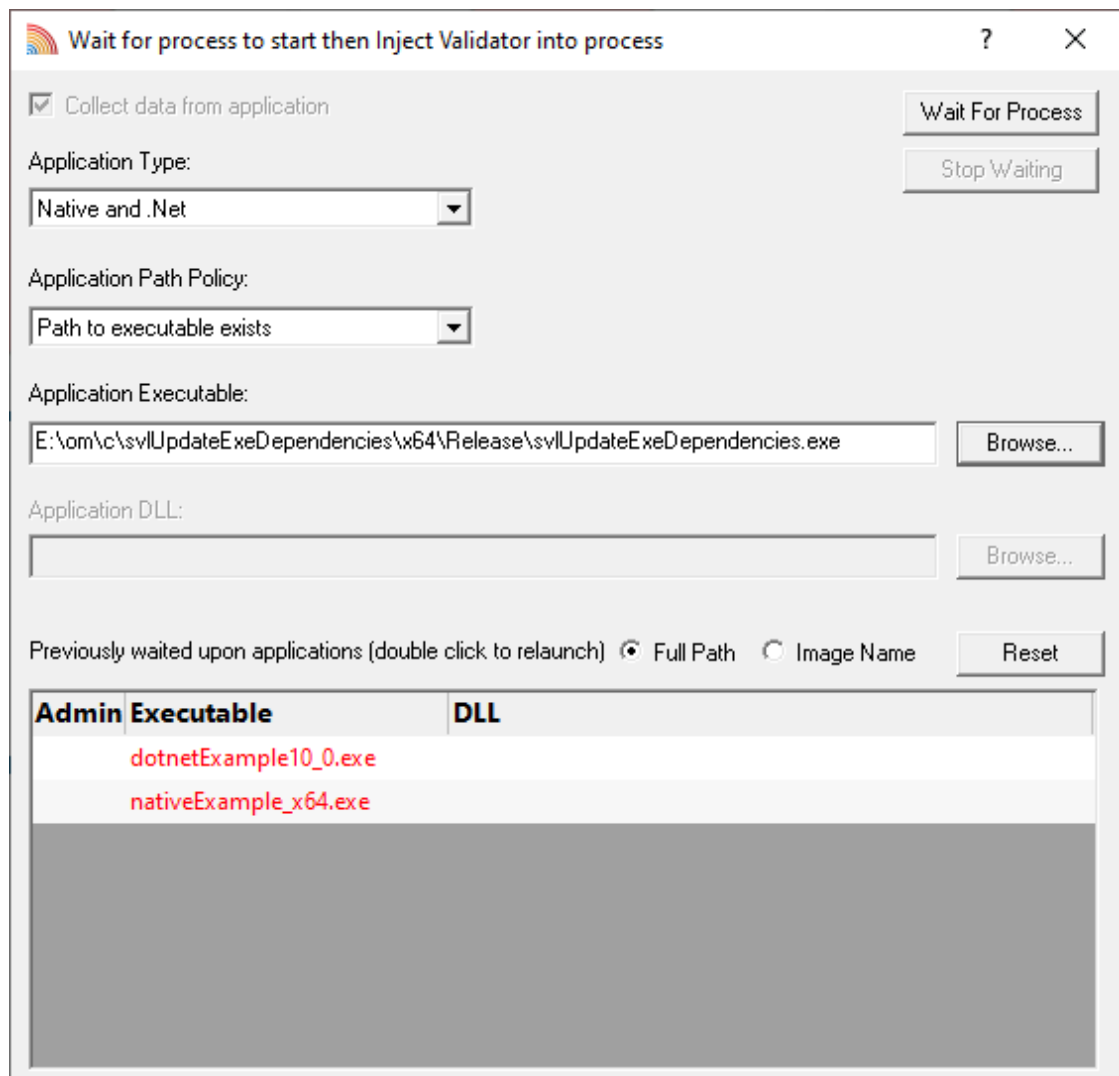 Wait for process to start then Inject Validator into process ?
Collect data from application
Wait For Process
Application Type:
Stop Waiting
Native and .Net
Application Path Policy:
Path to executable exists
Application Executable:
E:\om\c\svlUpdateExeDependencies\x64\Release\svlUpdateExeDependencies.exe Browse...
Application DLL:
Browse...
Previously waited upon applications (double click to relaunch) Full Path Image Name Reset
Admin Executable DLL
dotnetExample10_0.exe
nativeExample_x64.exe